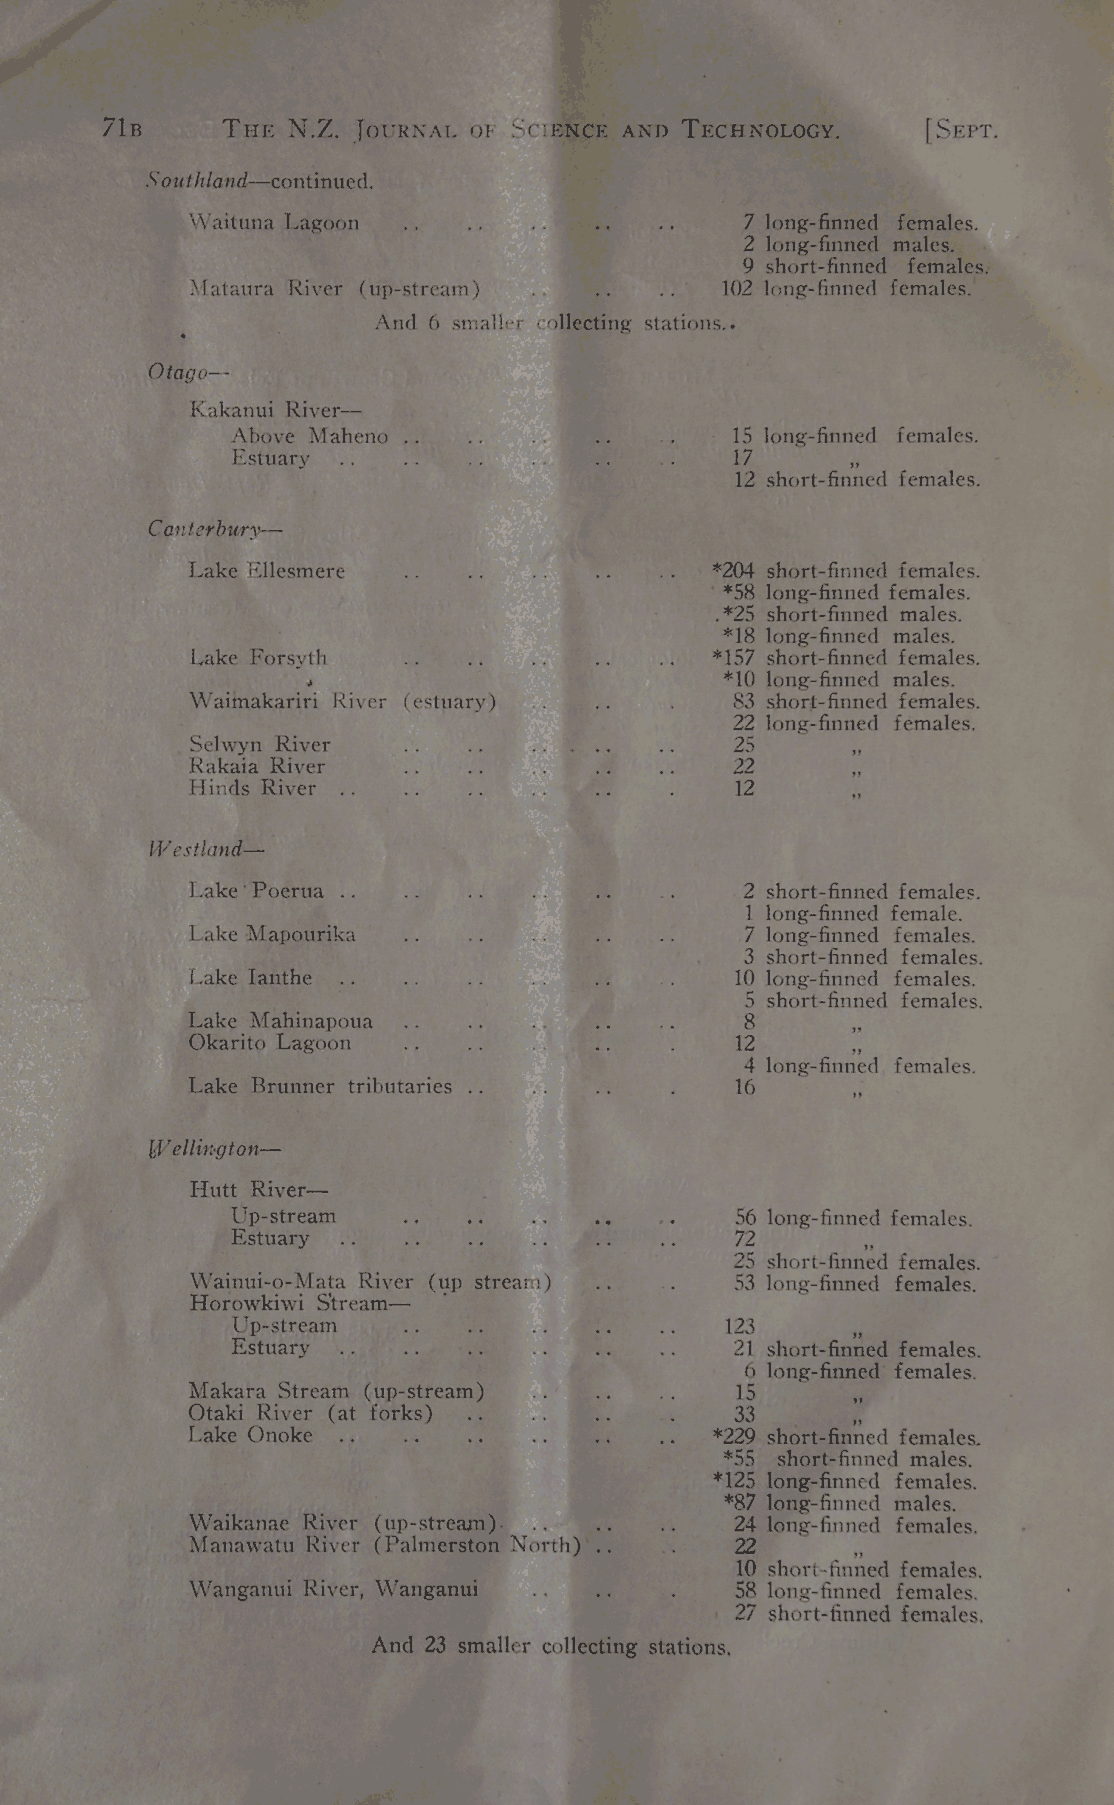 71B THE N.Z. JOURNAL OF SCIENCE AND TECHNOLOGY. [SEPT.
Southland—continued.
Waituna Lagoon .. .. .. .. .. 7 long-finned females.
2 long-finned males.
9 short-finned females.
Mataura River (up-stream) .. .. .. 102 long-finned females.
And 6 smaller collecting stations.
Otago—
Kakanui River—
Above Maheno .. .. .. .. .. 15 long-finned females.
Estuary .. .. .. .. .. .. 17 ,,
12 short-finned females.
Canterbury—
Lake Ellesmere .. .. .. .. .. *204 short-finned females.
*58 long-finned females.
*25 short-finned males.
*18 long-finned males.
Lake Forsyth .. .. .. .. .. *157 short-finned females.
*10 long-finned males.
Waimakariri River (estuary) .. .. . 83 short-finned females.
22 long-finned females.
Selwyn River .. .. .. .. .. 25 ,,
Rakaia River .. .. .. .. .. 22 ,,
Hinds River .. .. .. .. .. . 12 ,,
Westland—
Lake Poerua .. .. .. .. .. . 2 short-finned females.
1 long-finned female.
Lake Mapourika .. .. .. .. .. 7 long-finned females.
3 short-finned females.
Lake Ianthe .. .. .. .. .. . 10 long-finned females.
5 short-finned females.
Lake Mahinapoua .. .. .. .. .. 8 ,,
Okarito Lagoon .. .. .. .. . 12 ,,
4 long-finned females.
Lake Brunner tributaries .. .. .. . 16 ,,
Wellington—
Hutt River—
Up-stream .. .. .. .. .. 56 long-finned females.
Estuary .. .. .. .. .. .. 72 ,,
25 short-finned females.
Wainui-o-Mata River (up stream) .. . 53 long-finned females.
Horowkiwi Stream—
Up-stream .. .. .. .. .. 123 ,,
Estuary .. .. .. .. .. .. 21 short-finned females.
6 long-finned females.
Makara Stream (up-stream) .. .. .. 15 ,,
Otaki River (at forks) .. .. .. . 33 ,,
Lake Onoke .. .. .. .. .. .. *229 short-finned females.
*55 short-finned males.
*125 long-finned females.
*87 long-finned males.
Waikanae River (up-stream) .. .. .. 24 long-finned females.
Manawatu River (Palmerston North) .. . 22 ,,
10 short-finned females.
Wanganui River, Wanganui .. .. . 58 long-finned females.
27 short-finned females.
And 23 smaller collecting stations.